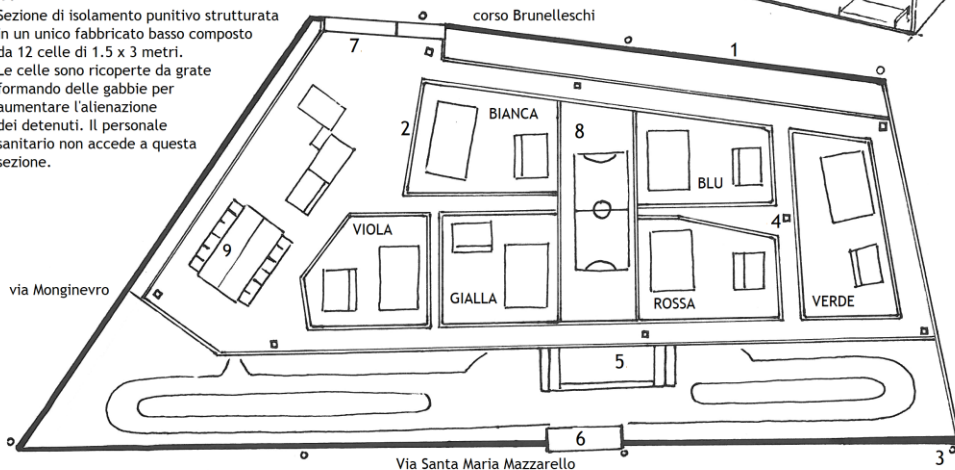 Sezione di isolamento punitivo strutturata
in un unico fabbricato basso composto
da 12 celle di 1.5 x 3 metri.
Le celle sono ricoperte da grate
formando delle gabbie per
aumentare l'alienazione
dei detenuti. Il personale
sanitario non accede a questa
sezione.
corso Brunelleschi
7
1
2
BIANCA
8
BLU
4
VIOLA
9
GIALLA
ROSSA
VERDE
via Monginevro
5
6
3
Via Santa Maria Mazzarello